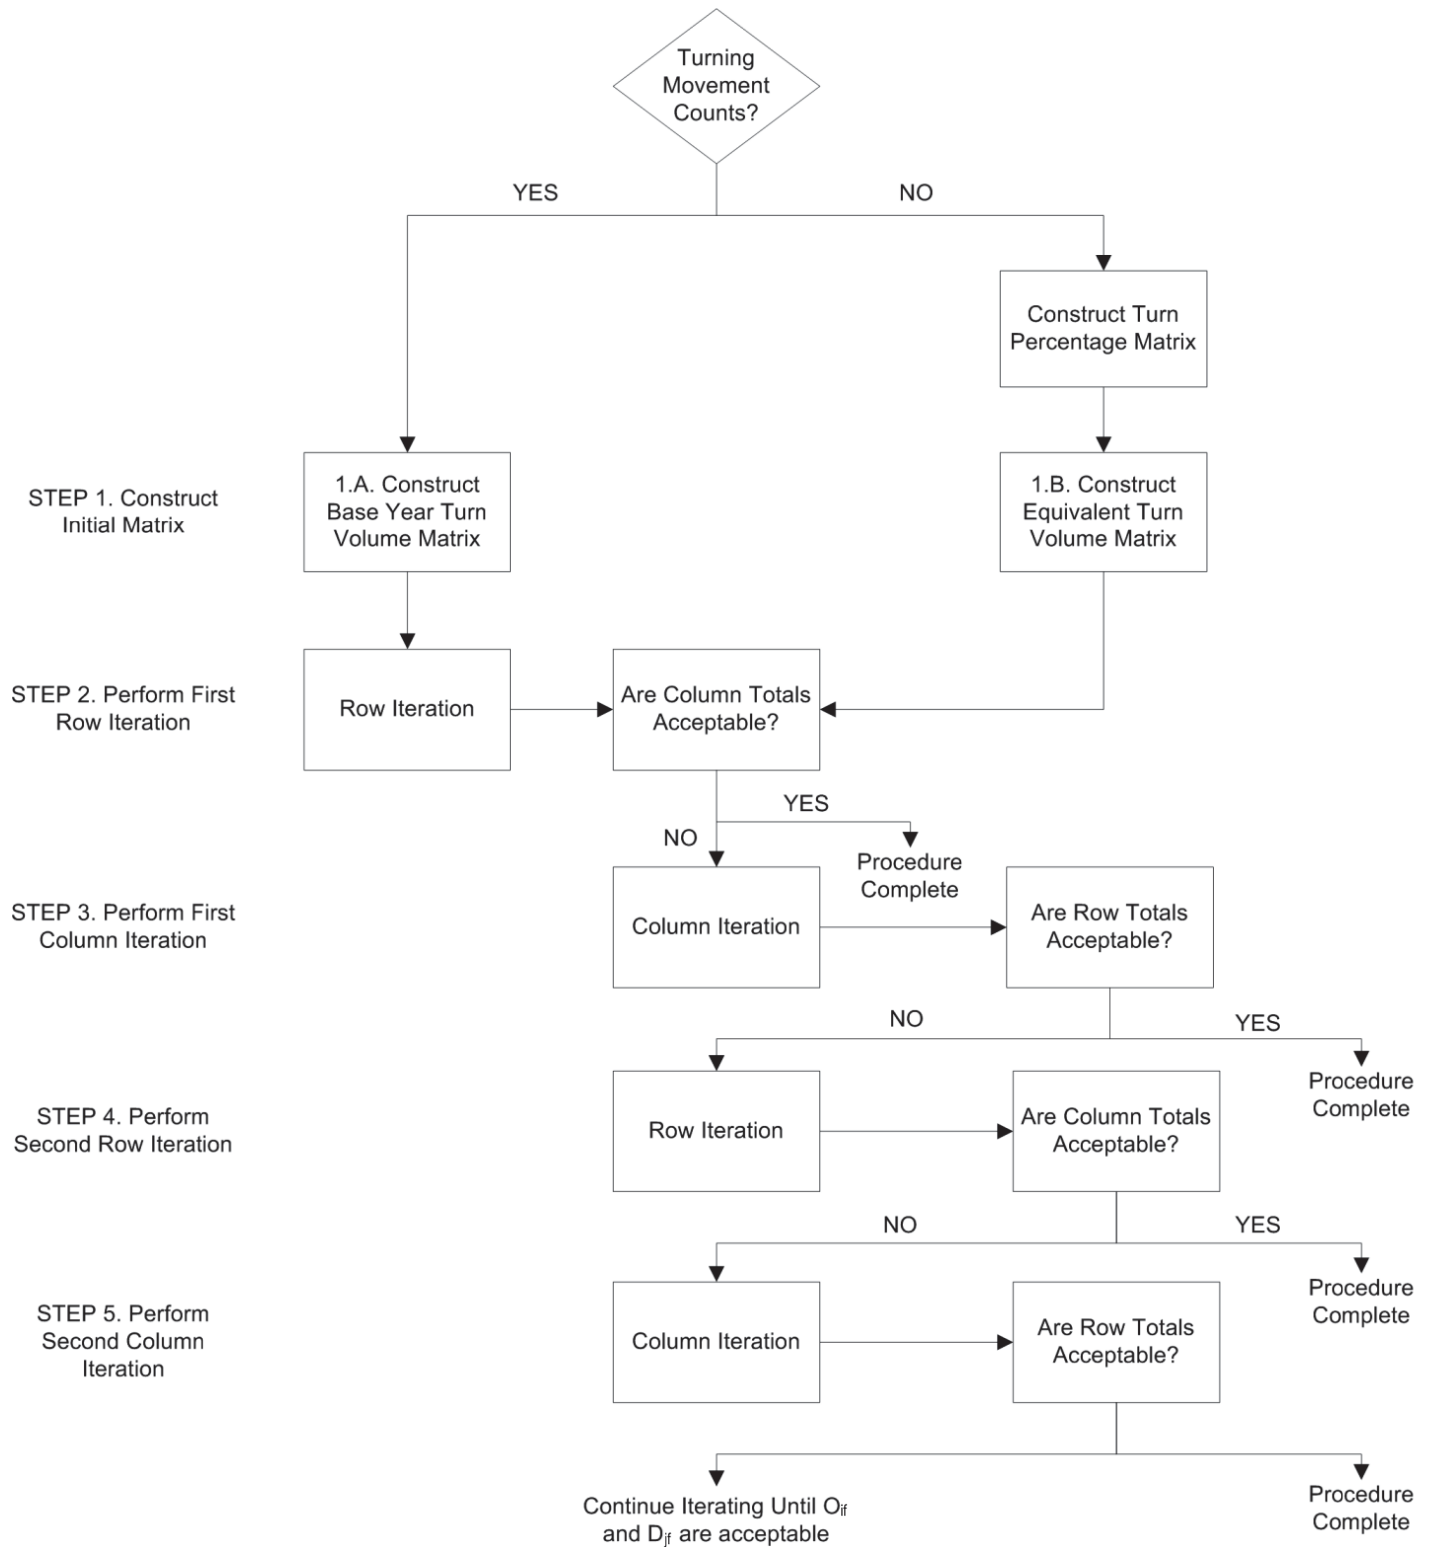 Turning
Movement
Counts?
YES
NO
Construct Turn
Percentage Matrix
STEP 1. Construct
Initial Matrix
1.A. Construct
Base Year Turn
Volume Matrix
1.B. Construct
Equivalent Turn
Volume Matrix
STEP 2. Perform First
Row Iteration
Row Iteration
Are Column Totals
Acceptable?
YES
NO
Procedure
Complete
STEP 3. Perform First
Column Iteration
Column Iteration
Are Row Totals
Acceptable?
NO
YES
Procedure
Complete
STEP 4. Perform
Second Row Iteration
Row Iteration
Are Column Totals
Acceptable?
NO
YES
Procedure
Complete
STEP 5. Perform
Second Column
Iteration
Column Iteration
Are Row Totals
Acceptable?
Continue Iterating Until Oif
and Djf are acceptable
Procedure
Complete